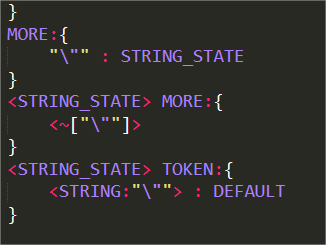 }
MORE:{
    "\"" : STRING_STATE
}
<STRING_STATE> MORE:{
    <~["\""]>
}
<STRING_STATE> TOKEN:{
    <STRING:"\""> : DEFAULT
}